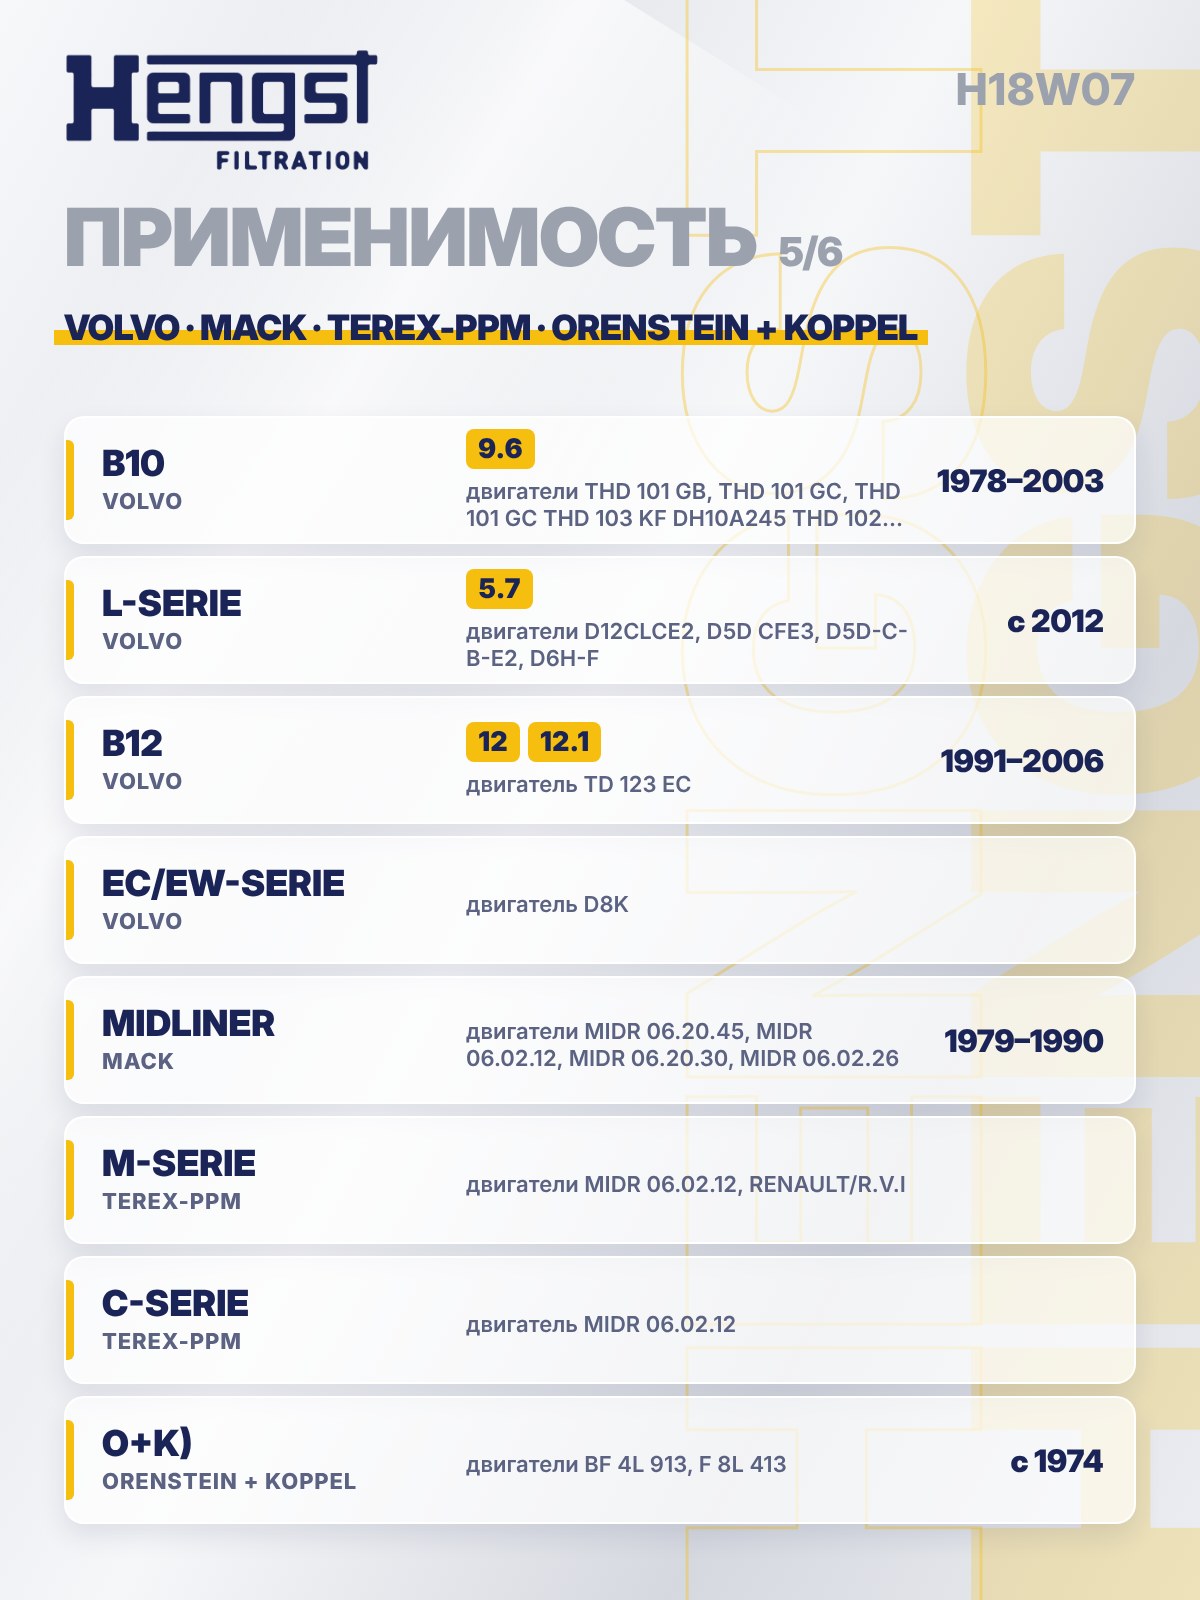 Hengst
FILTRATION
H18W07
ПРИМЕНИМОСТЬ 5/6
VOLVO · MACK · TEREX-PPM · ORENSTEIN + KOPPEL
B10
VOLVO
9.6
двигатели THD 101 GB, THD 101 GC, THD
101 GC THD 103 KF DH10A245 THD 102...
1978–2003
L-SERIE
VOLVO
5.7
двигатели D12CLCE2, D5D CFE3, D5D-C-
B-E2, D6H-F
с 2012
B12
VOLVO
12 12.1
двигатель TD 123 EC
1991–2006
EC/EW-SERIE
VOLVO
двигатель D8K
MIDLINER
MACK
двигатели MIDR 06.20.45, MIDR
06.02.12, MIDR 06.20.30, MIDR 06.02.26
1979–1990
M-SERIE
TEREX-PPM
двигатели MIDR 06.02.12, RENAULT/R.V.I
C-SERIE
TEREX-PPM
двигатель MIDR 06.02.12
O+K)
ORENSTEIN + KOPPEL
двигатели BF 4L 913, F 8L 413
с 1974
HENGST
HENGST